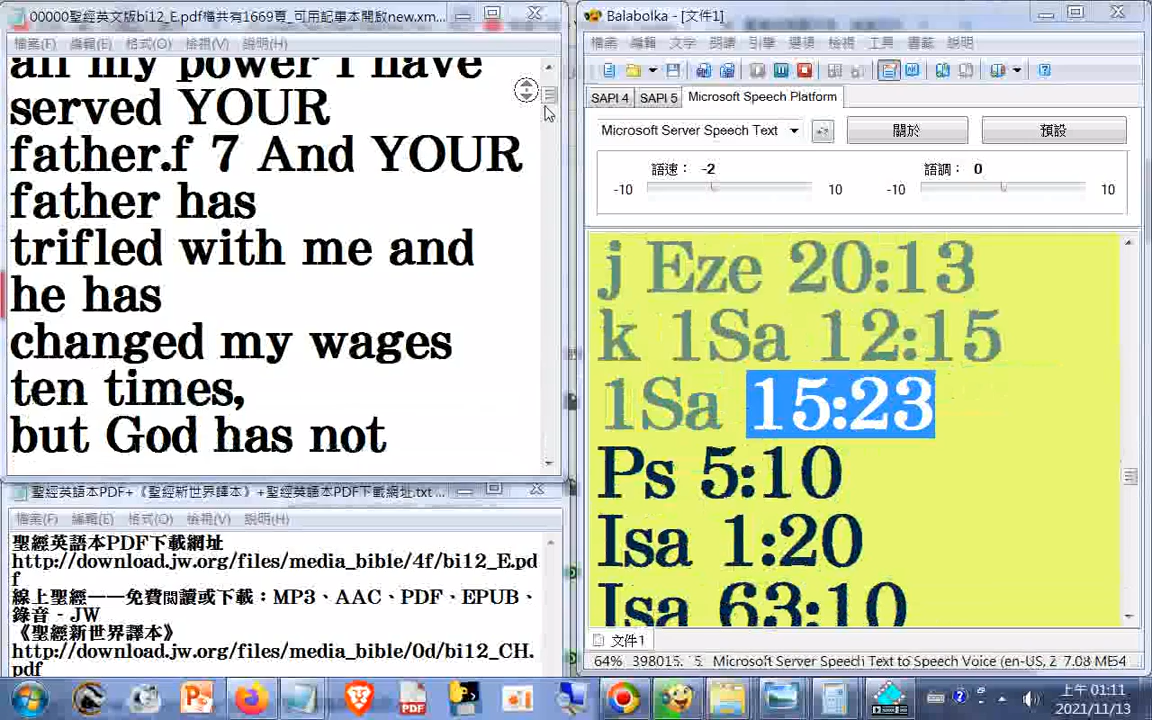 00000聖經英文版bi12_E.pdf檔共有1669頁_可用記事本開啟new.xm...
檔案(F) 編輯(E) 格式(O) 檢視(V) 說明(H)
all my power I have
served YOUR
father.f 7 And YOUR
father has
trifled with me and
he has
changed my wages
ten times,
but God has not
聖經英語本PDF+《聖經新世界譯本》+聖經英語本PDF下載網址.txt ...
檔案(F) 編輯(E) 格式(O) 檢視(V) 說明(H)
聖經英語本PDF下載網址
http://download.jw.org/files/media_bible/4f/bi12_E.pd
f
線上聖經——免費閱讀或下載：MP3、AAC、PDF、EPUB、
錄音 - JW
《聖經新世界譯本》
http://download.jw.org/files/media_bible/0d/bi12_CH.
pdf
Balabolka - [文件1]
檔案 編輯 文字 朗讀 引擎 選項 檢視 工具 書籤 說明
SAPI 4 SAPI 5 Microsoft Speech Platform
Microsoft Server Speech Text 關於 預設
語速： -2 語調： 0
-10 10 -10 10
j Eze 20:13
k 1Sa 12:15
1Sa 15:23
Ps 5:10
Isa 1:20
Isa 63:10
文件1
64% 398015. Microsoft Server Speech Text to Speech Voice (en-US, 7.08 ME54
PDF
上午 01:11
2021/11/13